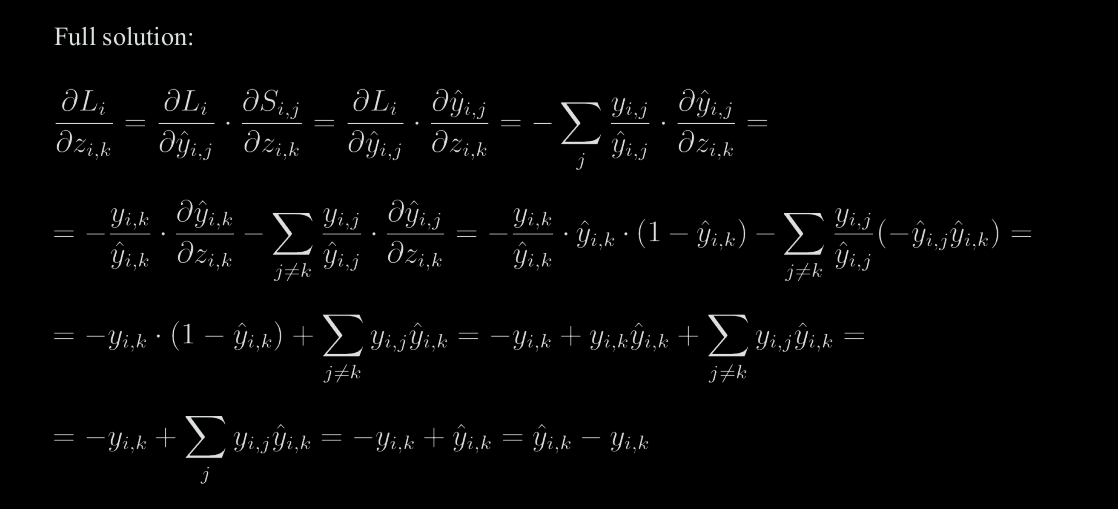 Full solution:
∂L_i/∂z_{i,k} = ∂L_i/∂ŷ_{i,j} · ∂S_{i,j}/∂z_{i,k} = ∂L_i/∂ŷ_{i,j} · ∂ŷ_{i,j}/∂z_{i,k} = −∑_j y_{i,j}/ŷ_{i,j} · ∂ŷ_{i,j}/∂z_{i,k} =
= −y_{i,k}/ŷ_{i,k} · ∂ŷ_{i,k}/∂z_{i,k} − ∑_{j≠k} y_{i,j}/ŷ_{i,j} · ∂ŷ_{i,j}/∂z_{i,k} = −y_{i,k}/ŷ_{i,k} · ŷ_{i,k} · (1 − ŷ_{i,k}) − ∑_{j≠k} y_{i,j}/ŷ_{i,j}(−ŷ_{i,j}ŷ_{i,k}) =
= −y_{i,k} · (1 − ŷ_{i,k}) + ∑_{j≠k} y_{i,j}ŷ_{i,k} = −y_{i,k} + y_{i,k}ŷ_{i,k} + ∑_{j≠k} y_{i,j}ŷ_{i,k} =
= −y_{i,k} + ∑_j y_{i,j}ŷ_{i,k} = −y_{i,k} + ŷ_{i,k} = ŷ_{i,k} − y_{i,k}